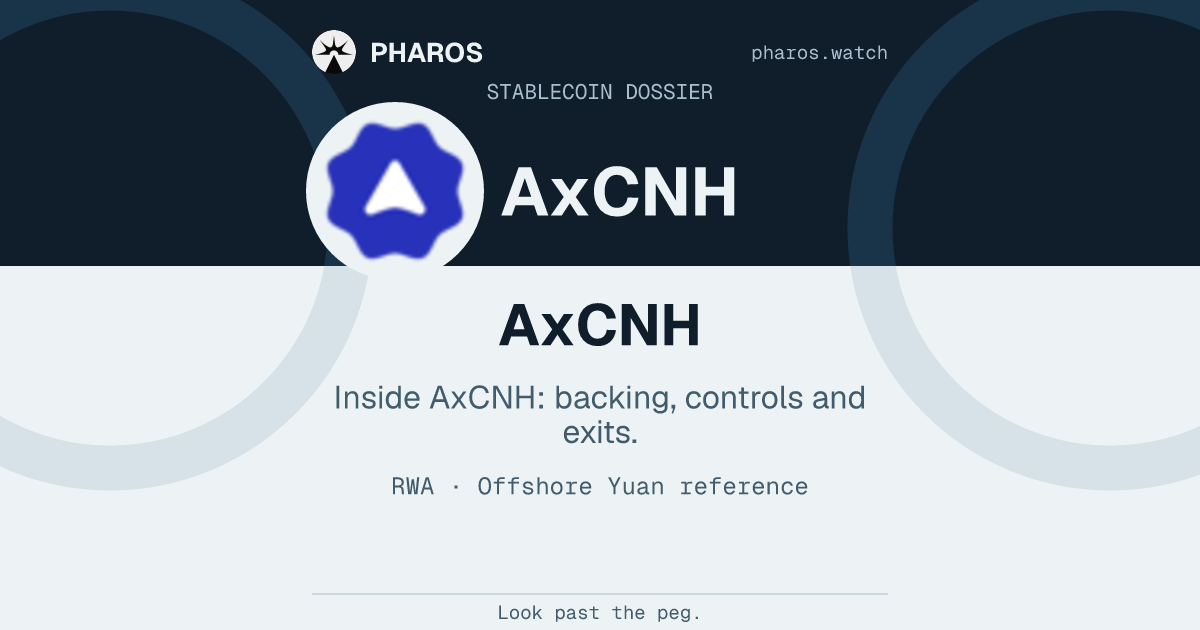 PHAROS
pharos.watch
STABLECOIN DOSSIER
AxCNH
AxCNH
Inside AxCNH: backing, controls and
exits.
RWA · Offshore Yuan reference
Look past the peg.